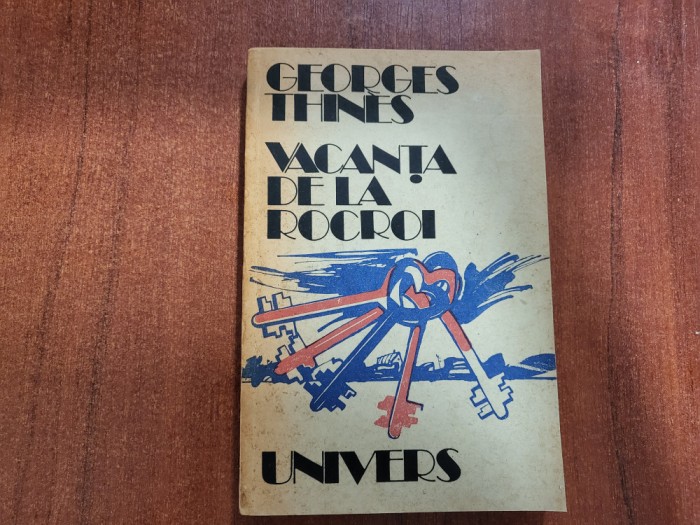 GEORGES
THINÈS
VACANȚA
DE LA
ROCROI
UNIVERS